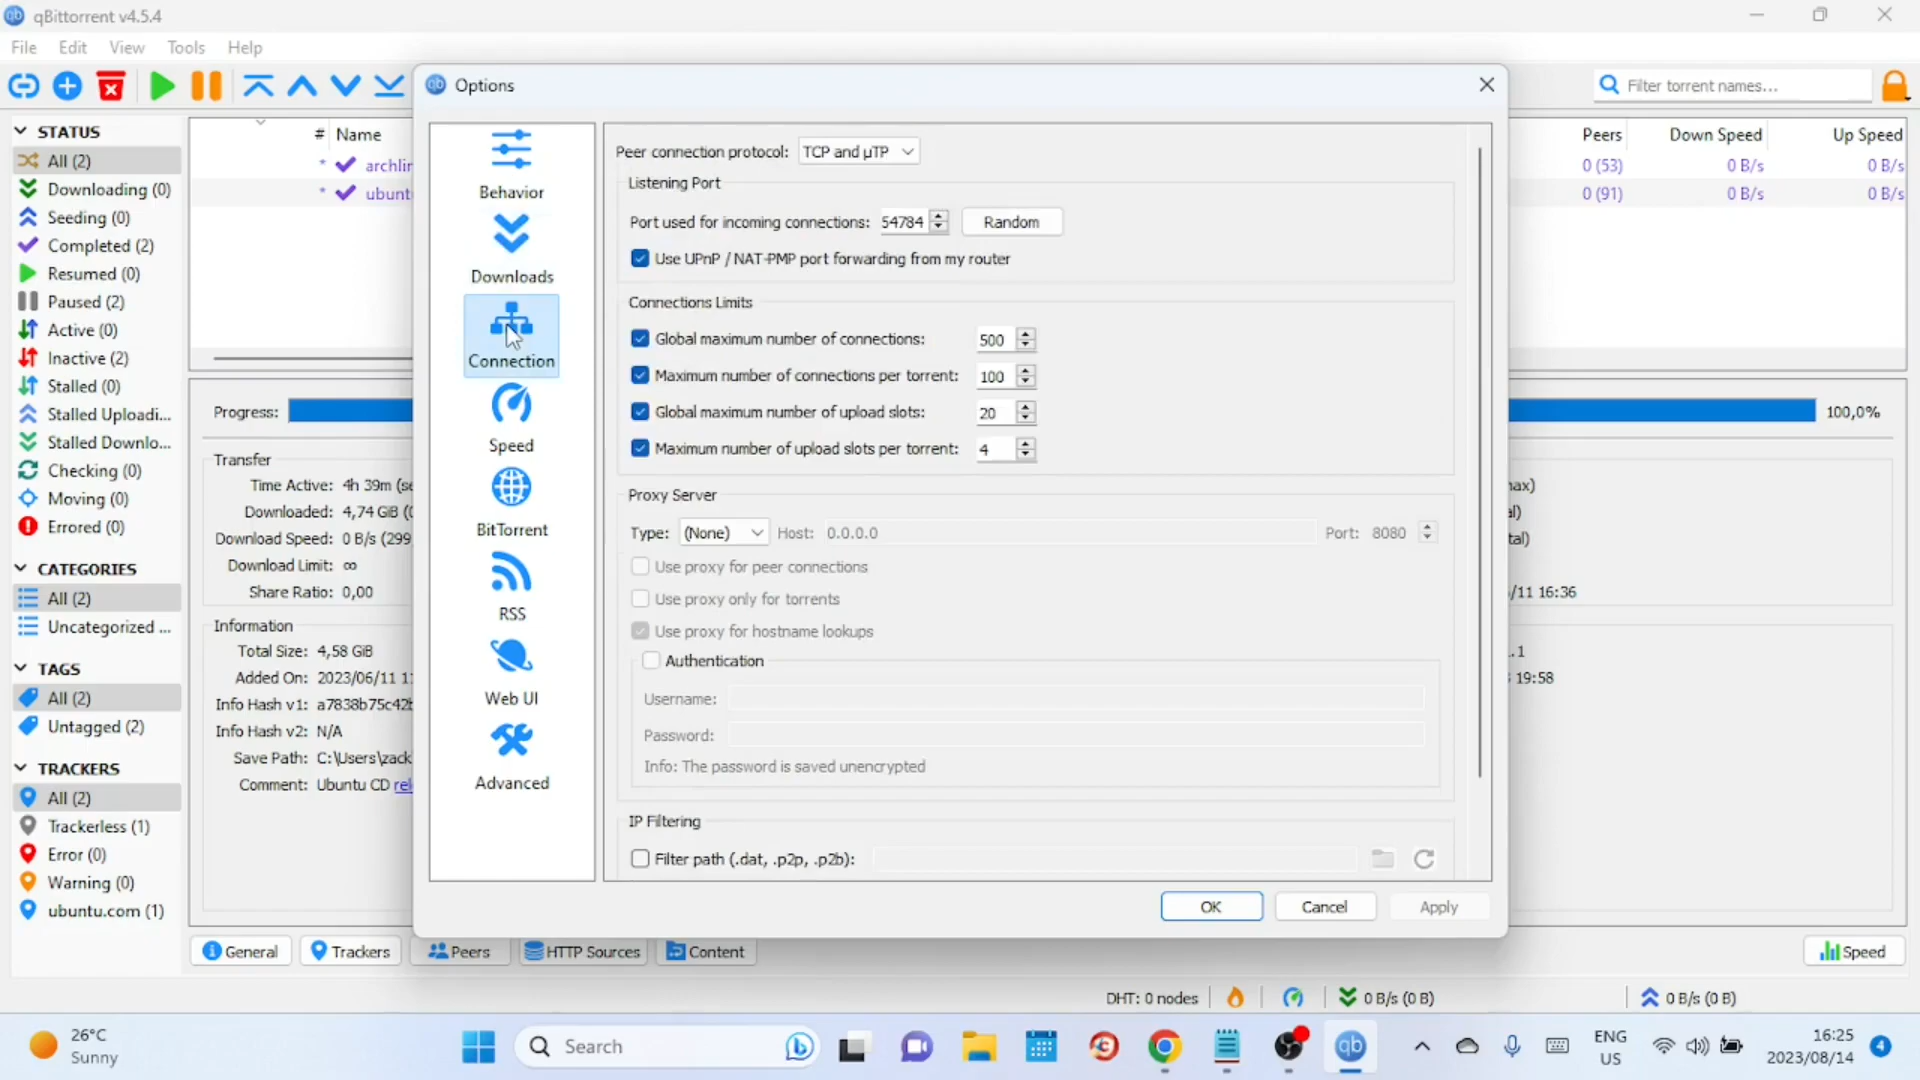 qBittorrent v4.5.4
File Edit View Tools Help
Filter torrent names...
STATUS
All (2)
Downloading (0)
Seeding (0)
Completed (2)
Resumed (0)
Paused (2)
Active (0)
Inactive (2)
Stalled (0)
Stalled Uploadi...
Stalled Downlo...
Checking (0)
Moving (0)
Errored (0)
CATEGORIES
All (2)
Uncategorized ...
TAGS
All (2)
Untagged (2)
TRACKERS
All (2)
Trackerless (1)
Error (0)
Warning (0)
ubuntu.com (1)
# Name
* archlin
* ubunt
Progress:
Transfer
Time Active: 4h 39m (se
Downloaded: 4,74 GiB (
Download Speed: 0 B/s (299
Download Limit: ∞
Share Ratio: 0,00
Information
Total Size: 4,58 GiB
Added On: 2023/06/11 1
Info Hash v1: a7838b75c42
Info Hash v2: N/A
Save Path: C:\Users\zack
Comment: Ubuntu CD rel
Options
Behavior
Downloads
Connection
Speed
BitTorrent
RSS
Web UI
Advanced
Peer connection protocol: TCP and μTP
Listening Port
Port used for incoming connections: 54784 Random
Use UPnP / NAT-PMP port forwarding from my router
Connections Limits
Global maximum number of connections: 500
Maximum number of connections per torrent: 100
Global maximum number of upload slots: 20
Maximum number of upload slots per torrent: 4
Proxy Server
Type: (None) Host: 0.0.0.0 Port: 8080
Use proxy for peer connections
Use proxy only for torrents
Use proxy for hostname lookups
Authentication
Username:
Password:
Info: The password is saved unencrypted
IP Filtering
Filter path (.dat, .p2p, .p2b):
OK Cancel Apply
Peers Down Speed Up Speed
0 (53) 0 B/s 0 B/s
0 (91) 0 B/s 0 B/s
100,0%
ax)
l)
tal)
/11 16:36
.1
19:58
General Trackers Peers HTTP Sources Content Speed
DHT: 0 nodes 0 B/s (0 B) 0 B/s (0 B)
26°C
Sunny
Search
ENG
US
16:25
2023/08/14
4